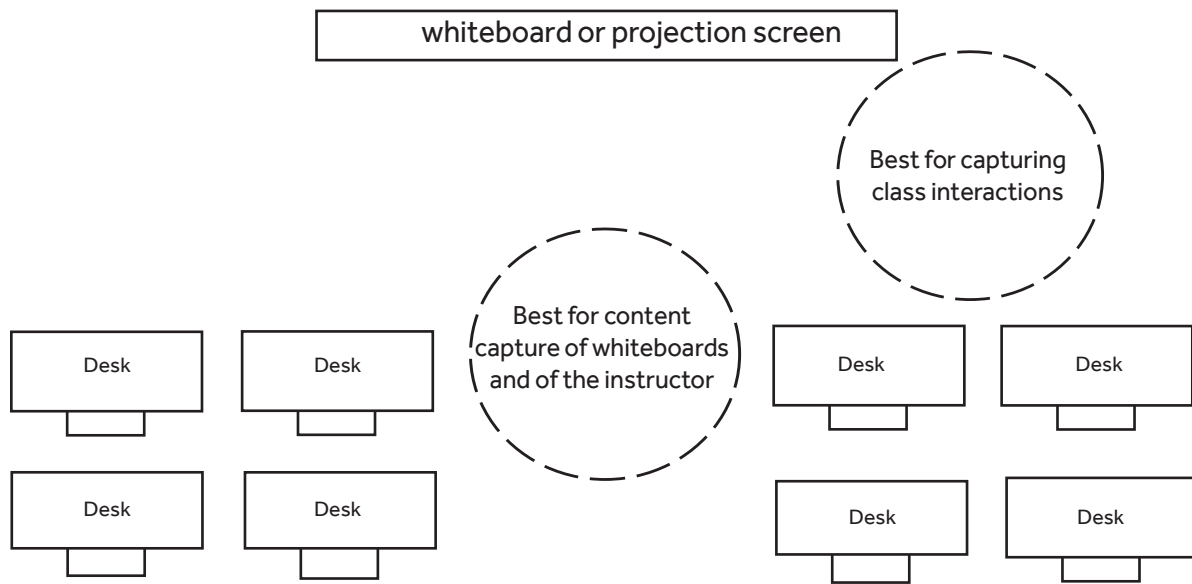 whiteboard or projection screen
Best for capturing
class interactions
Best for content
capture of whiteboards
and of the instructor
Desk
Desk
Desk
Desk
Desk
Desk
Desk
Desk